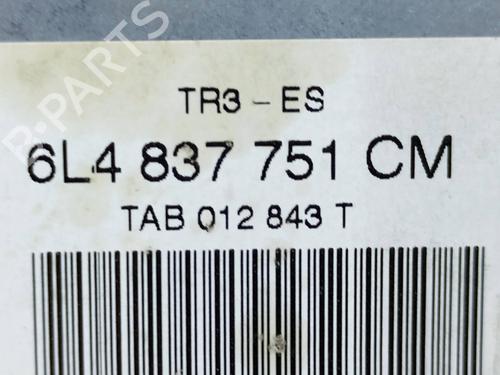 TR3 - ES
6L4 837 751 CM
TAB 012 843 T
B-PARTS